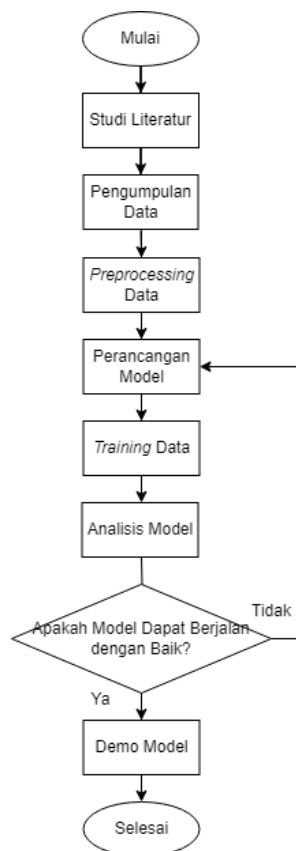 Mulai
Studi Literatur
Pengumpulan
Data
Preprocessing
Data
Perancangan
Model
Training Data
Analisis Model
Apakah Model Dapat Berjalan
dengan Baik?
Tidak
Ya
Demo Model
Selesai